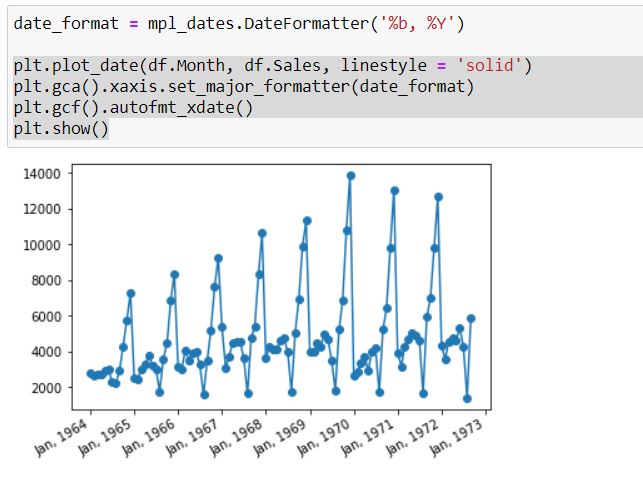 date_format = mpl_dates.DateFormatter('%b, %Y')
plt.plot_date(df.Month, df.Sales, linestyle = 'solid')
plt.gca().xaxis.set_major_formatter(date_format)
plt.gcf().autofmt_xdate()
plt.show()
14000
12000
10000
8000
6000
4000
2000
Jan, 1964
Jan, 1965
Jan, 1966
Jan, 1967
Jan, 1968
Jan, 1969
Jan, 1970
Jan, 1971
Jan, 1972
Jan, 1973